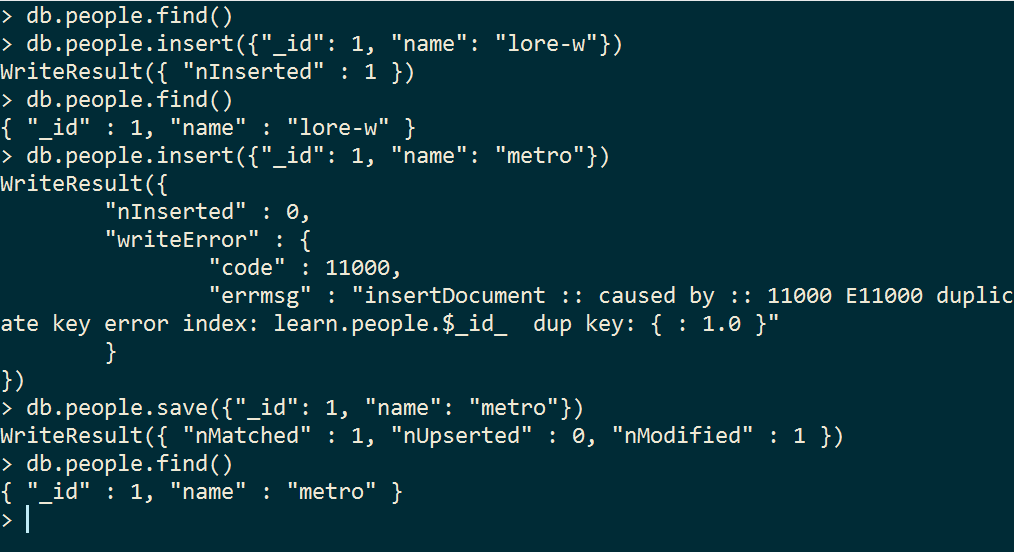 > db.people.find()
> db.people.insert({"_id": 1, "name": "lore-w"})
WriteResult({ "nInserted" : 1 })
> db.people.find()
{ "_id" : 1, "name" : "lore-w" }
> db.people.insert({"_id": 1, "name": "metro"})
WriteResult({
        "nInserted" : 0,
        "writeError" : {
                "code" : 11000,
                "errmsg" : "insertDocument :: caused by :: 11000 E11000 duplic
ate key error index: learn.people.$_id_  dup key: { : 1.0 }"
        }
})
> db.people.save({"_id": 1, "name": "metro"})
WriteResult({ "nMatched" : 1, "nUpserted" : 0, "nModified" : 1 })
> db.people.find()
{ "_id" : 1, "name" : "metro" }
>